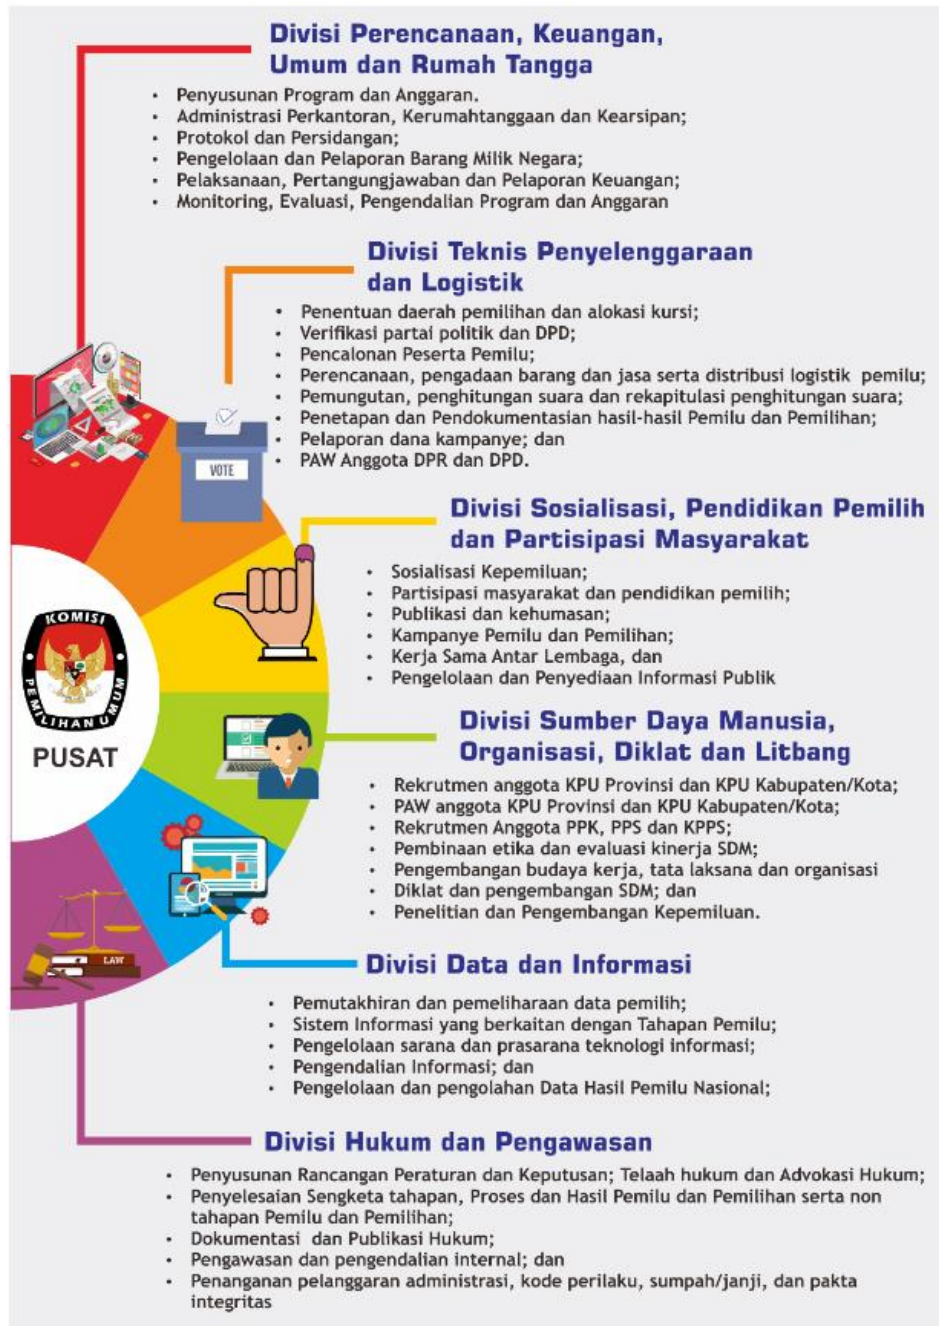 Divisi Perencanaan, Keuangan,
Umum dan Rumah Tangga
• Penyusunan Program dan Anggaran.
• Administrasi Perkantoran, Kerumahtanggaan dan Kearsipan;
• Protokol dan Persidangan;
• Pengelolaan dan Pelaporan Barang Milik Negara;
• Pelaksanaan, Pertangungjawaban dan Pelaporan Keuangan;
• Monitoring, Evaluasi, Pengendalian Program dan Anggaran
Divisi Teknis Penyelenggaraan
dan Logistik
• Penentuan daerah pemilihan dan alokasi kursi;
• Verifikasi partai politik dan DPD;
• Pencalonan Peserta Pemilu;
• Perencanaan, pengadaan barang dan jasa serta distribusi logistik pemilu;
• Pemungutan, penghitungan suara dan rekapitulasi penghitungan suara;
• Penetapan dan Pendokumentasian hasil-hasil Pemilu dan Pemilihan;
• Pelaporan dana kampanye; dan
• PAW Anggota DPR dan DPD.
VOTE
Divisi Sosialisasi, Pendidikan Pemilih
dan Partisipasi Masyarakat
• Sosialisasi Kepemiluan;
• Partisipasi masyarakat dan pendidikan pemilih;
• Publikasi dan kehumasan;
• Kampanye Pemilu dan Pemilihan;
• Kerja Sama Antar Lembaga, dan
• Pengelolaan dan Penyediaan Informasi Publik
KOMISI
PEMILIHAN UMUM
PUSAT
Divisi Sumber Daya Manusia,
Organisasi, Diklat dan Litbang
• Rekrutmen anggota KPU Provinsi dan KPU Kabupaten/Kota;
• PAW anggota KPU Provinsi dan KPU Kabupaten/Kota;
• Rekrutmen Anggota PPK, PPS dan KPPS;
• Pembinaan etika dan evaluasi kinerja SDM;
• Pengembangan budaya kerja, tata laksana dan organisasi
• Diklat dan pengembangan SDM; dan
• Penelitian dan Pengembangan Kepemiluan.
LAW
Divisi Data dan Informasi
• Pemutakhiran dan pemeliharaan data pemilih;
• Sistem Informasi yang berkaitan dengan Tahapan Pemilu;
• Pengelolaan sarana dan prasarana teknologi informasi;
• Pengendalian Informasi; dan
• Pengelolaan dan pengolahan Data Hasil Pemilu Nasional;
Divisi Hukum dan Pengawasan
• Penyusunan Rancangan Peraturan dan Keputusan; Telaah hukum dan Advokasi Hukum;
• Penyelesaian Sengketa tahapan, Proses dan Hasil Pemilu dan Pemilihan serta non
tahapan Pemilu dan Pemilihan;
• Dokumentasi dan Publikasi Hukum;
• Pengawasan dan pengendalian internal; dan
• Penanganan pelanggaran administrasi, kode perilaku, sumpah/janji, dan pakta
integritas